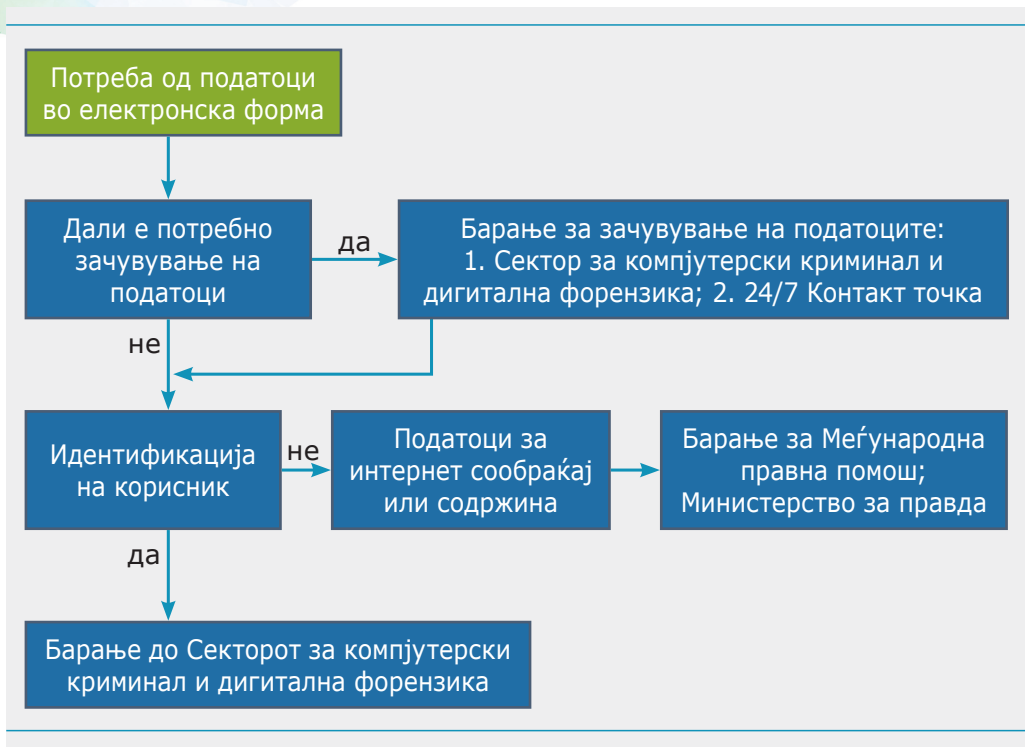 Потреба од податоци
во електронска форма
Дали е потребно
зачувување на
податоци
да
Барање за зачувување на податоците:
1. Сектор за компјутерски криминал и
дигитална форензика; 2. 24/7 Контакт точка
не
Идентификација
на корисник
не
Податоци за
интернет сообраќај
или содржина
Барање за Меѓународна
правна помош;
Министерство за правда
да
Барање до Секторот за компјутерски
криминал и дигитална форензика